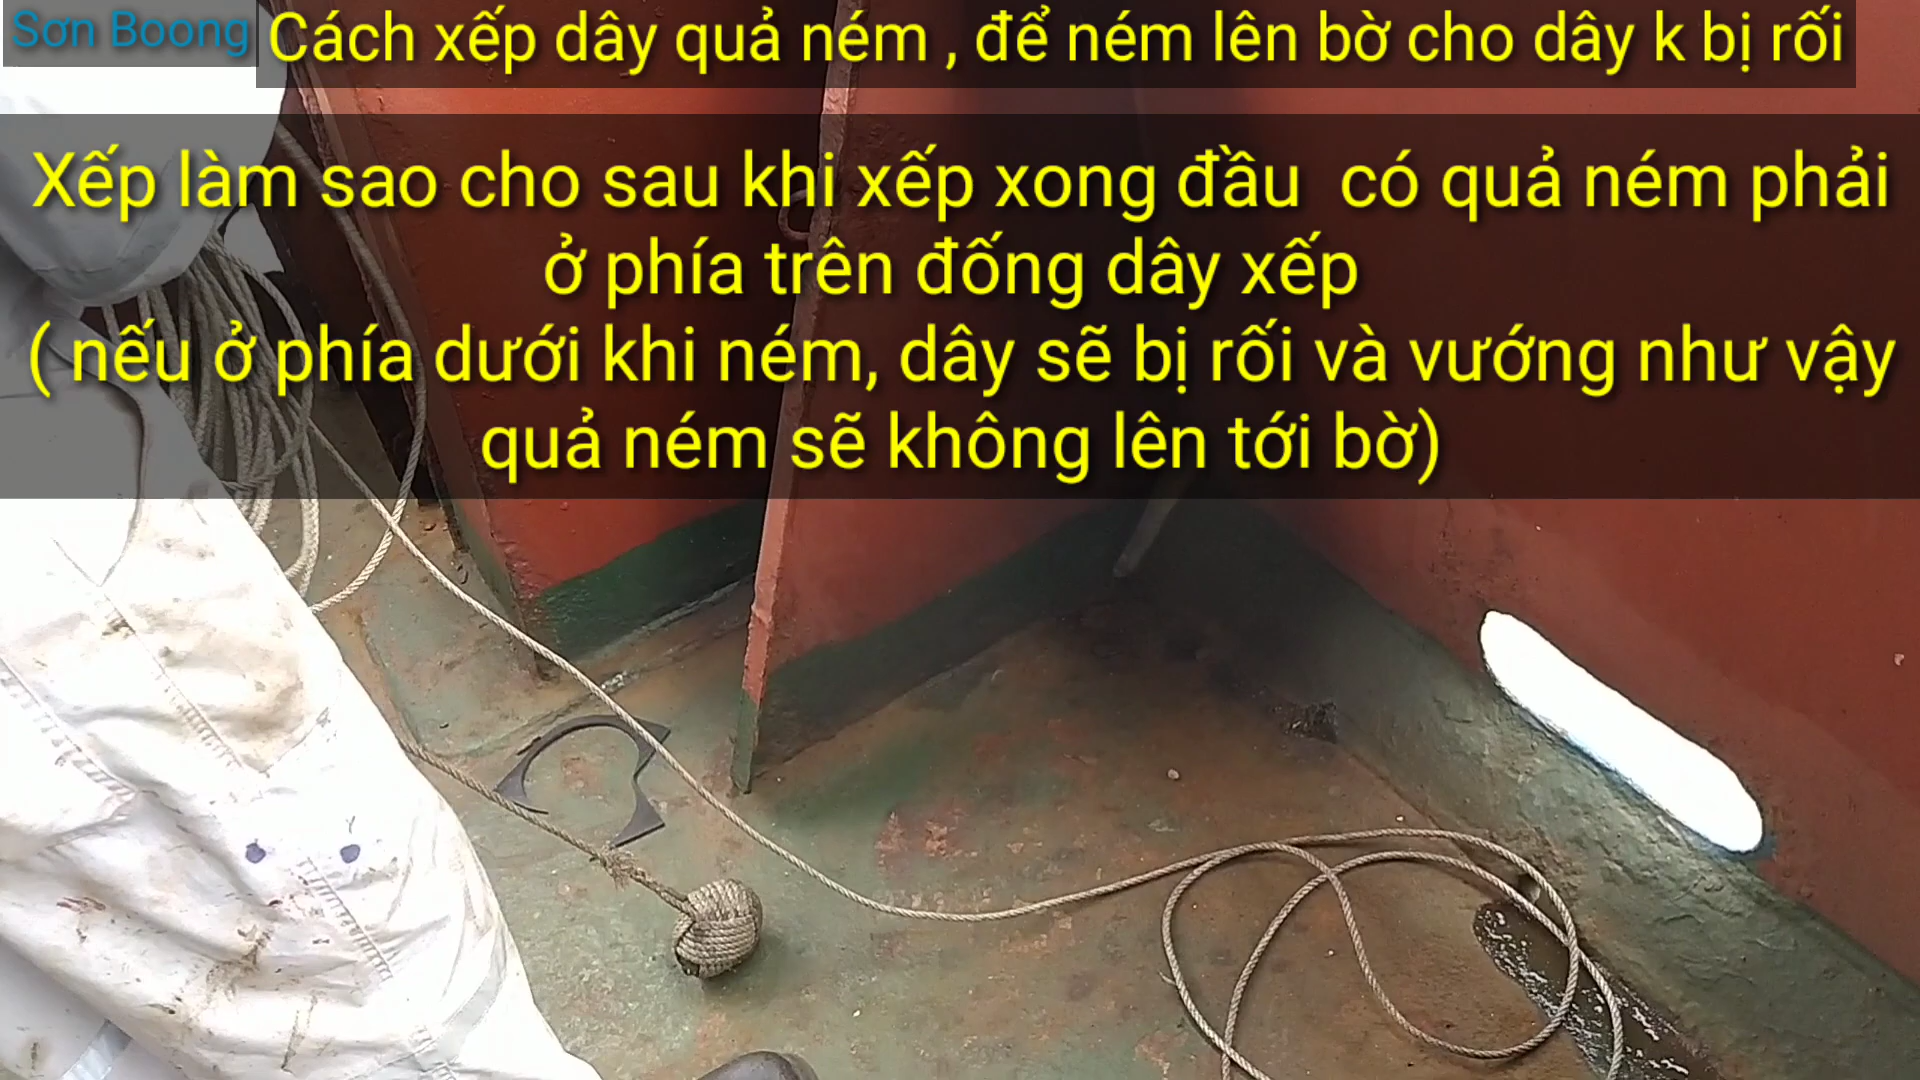 Sơn Boong
Cách xếp dây quả ném , để ném lên bờ cho dây k bị rối
Xếp làm sao cho sau khi xếp xong đầu có quả ném phải
ở phía trên đống dây xếp
( nếu ở phía dưới khi ném, dây sẽ bị rối và vướng như vậy
quả ném sẽ không lên tới bờ)